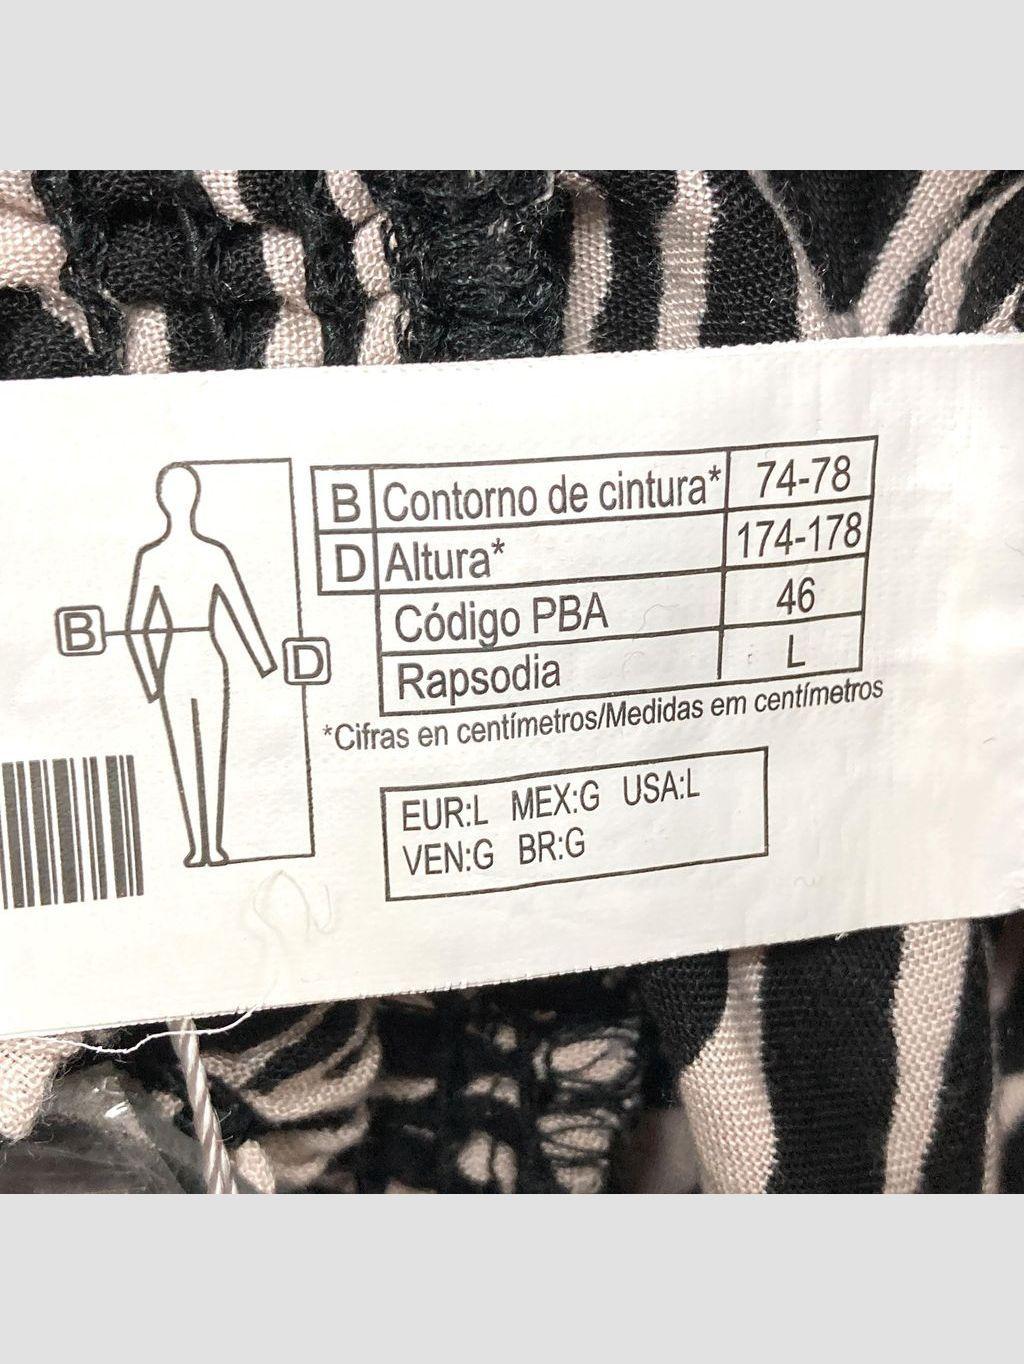 B Contorno de cintura* 74-78
D Altura* 174-178
Código PBA 46
Rapsodia L
*Cifras en centímetros/Medidas em centímetros
B
D
EUR:L MEX:G USA:L
VEN:G BR:G